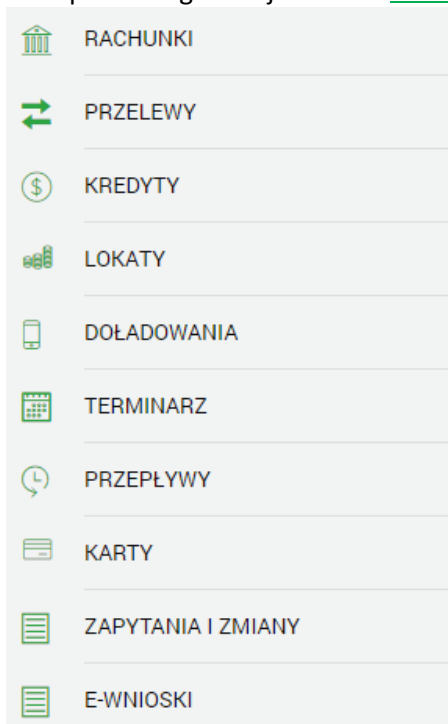 RACHUNKI
PRZELEWY
KREDYTY
LOKATY
DOŁADOWANIA
TERMINARZ
PRZEPŁYWY
KARTY
ZAPYTANIA I ZMIANY
E-WNIOSKI